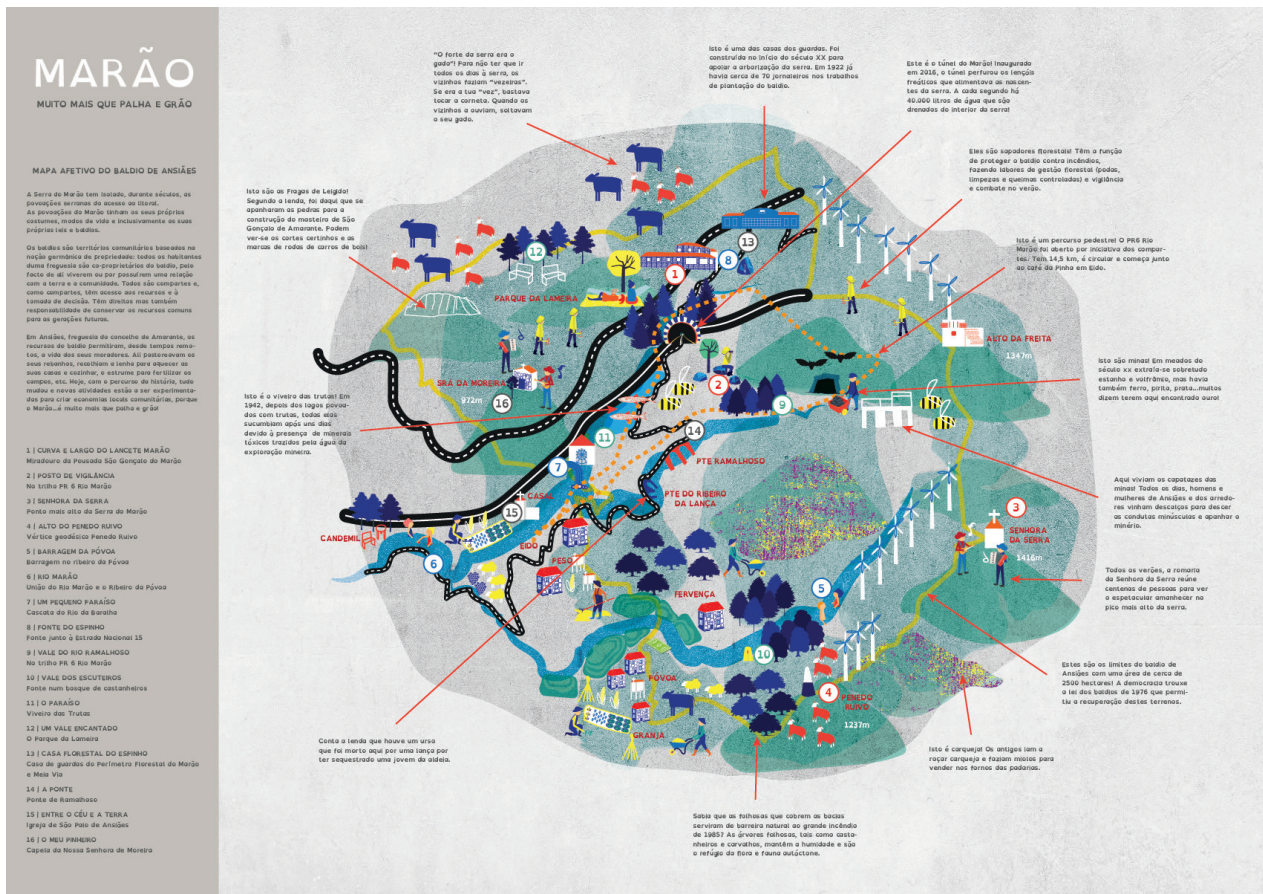 MARÃO
MUITO MAIS QUE PALHA E GRÃO
MAPA AFETIVO DO BALDIO DE ANSIÃES
A Serra do Marão tem isolado, durante séculos, as
povoações serranas do acesso ao litoral.
As povoações do Marão tinham os seus próprios
costumes, modos de vida e inclusivamente as suas
próprias leis e baldios.
Os baldios são territórios comunitários baseados na
noção germânica de propriedade: todos os habitantes
duma freguesia são co-proprietários do baldio, pelo
facto de ali viverem ou por possuírem uma relação
com a terra e a comunidade. Todos são compartes e,
como compartes, têm acesso aos recursos e à
tomada de decisão. Têm direitos mas também
responsabilidade de conservar os recursos comuns
para as gerações futuras.
Em Ansiães, freguesia do concelho de Amarante, os
recursos do baldio permitiram, desde tempos remo-
tos, a vida dos seus moradores. Ali pastoreavam os
seus rebanhos, recolhiam a lenha para aquecer as
suas casas e cozinhar, o estrume para fertilizar os
campos, etc. Hoje, com o percurso da história, tudo
mudou e novas atividades estão a ser experimenta-
das para criar economias locais comunitárias, porque
o Marão...é muito mais que palha e grão!
1 | CURVA E LARGO DO LANCETE MARÃO
Miradouro da Pousada São Gonçalo do Marão
2 | POSTO DE VIGILÂNCIA
No trilho PR 6 Rio Marão
3 | SENHORA DA SERRA
Ponto mais alto da Serra do Marão
4 | ALTO DO PENEDO RUIVO
Vértice geodésico Penedo Ruivo
5 | BARRAGEM DA PÓVOA
Barragem no ribeiro da Póvoa
6 | RIO MARÃO
União do Rio Marão e o Ribeiro da Póvoa
7 | UM PEQUENO PARAÍSO
Cascata do Rio da Baralha
8 | FONTE DO ESPINHO
Fonte junto à Estrada Nacional 15
9 | VALE DO RIO RAMALHOSO
No trilho PR 6 Rio Marão
10 | VALE DOS ESCUTEIROS
Fonte num bosque de castanheiros
11 | O PARAÍSO
Viveiro das Trutas
12 | UM VALE ENCANTADO
O Parque da Lameira
13 | CASA FLORESTAL DO ESPINHO
Casa de guardas do Perímetro Florestal do Marão
e Meia Via
14 | A PONTE
Ponte de Ramalhoso
15 | ENTRE O CÉU E A TERRA
Igreja de São Paio de Ansiães
16 | O MEU PINHEIRO
Capela da Nossa Senhora de Moreira
"O forte da serra era o
gado"! Para não ter que ir
todos os dias à serra, os
vizinhos faziam "vezeiras".
Se era a tua "vez", bastava
tocar a corneta. Quando os
vizinhos a ouviam, soltavam
o seu gado.
Isto é uma das casas dos guardas. Foi
construída no início do século XX para
apoiar a arborização da serra. Em 1922 já
havia cerca de 70 jornaleiros nos trabalhos
de plantação do baldio.
Este é o túnel do Marão! Inaugurado
em 2016, o túnel perfurou os lençóis
freáticos que alimentava as nascen-
tes da serra. A cada segundo há
40.000 litros de água que são
drenados do interior da serra!
Eles são sapadores florestais! Têm a função
de proteger o baldio contra incêndios,
fazendo labores de gestão florestal (podas,
limpezas e queimas controladas) e vigilância
e combate no verão.
Isto são as Fragas de Leigido!
Segundo a lenda, foi daqui que se
apanharam as pedras para a
construção do mosteiro de São
Gonçalo de Amarante. Podem
ver-se os cortes certinhos e as
marcas de rodas de carros de bois!
Isto é um percurso pedestre! O PR6 Rio
Marão foi aberto por iniciativa dos compar-
tes. Tem 14,5 km, é circular e começa junto
ao café da Pinha em Eido.
Isto são minas! Em meados do
século xx extraía-se sobretudo
estanho e volfrâmio, mas havia
também ferro, pirita, prata...muitos
dizem terem aqui encontrado ouro!
Isto é o viveiro das trutas! Em
1942, depois dos lagos povoa-
dos com trutas, todas elas
sucumbiam após uns dias
devido à presença de minerais
tóxicos trazidos pela água da
exploração mineira.
Aqui viviam os capatazes das
minas! Todos os dias, homens e
mulheres de Ansiães e dos arredo-
res vinham descalços para descer
as condutas minúsculas e apanhar o
minério.
Todos os verões, a romaria
da Senhora da Serra reúne
centenas de pessoas para ver
o espetacular amanhecer no
pico mais alto da serra.
Estes são os limites do baldio de
Ansiães com uma área de cerca de
2500 hectares! A democracia trouxe
a lei dos baldios de 1976 que permi-
tiu a recuperação destes terrenos.
Isto é carqueja! Os antigos iam a
roçar carqueja e faziam molos para
vender nos fornos das padarias.
Conta a lenda que houve um urso
que foi morto aqui por uma lança por
ter sequestrado uma jovem da aldeia.
Sabia que as folhosas que cobrem as bacias
serviram de barreira natural ao grande incêndio
de 1985? As árvores folhosas, tais como casta-
nheiros e carvalhos, mantêm a humidade e são
o refúgio da flora e fauna autóctone.
12
13
8
1
PARQUE DA LAMEIRA
ALTO DA FREITA
1347m
SRA DA MOREIRA
972m
16
2
9
14
11
PTE RAMALHOSO
7
PTE DO RIBEIRO
DA LANÇA
CASAL
15
CANDEMIL
EIDO
6
PESO
3
SENHORA
DA SERRA
1416m
FERVENÇA
5
10
PÓVOA
4
PENEDO
RUIVO
1237m
GRANJA